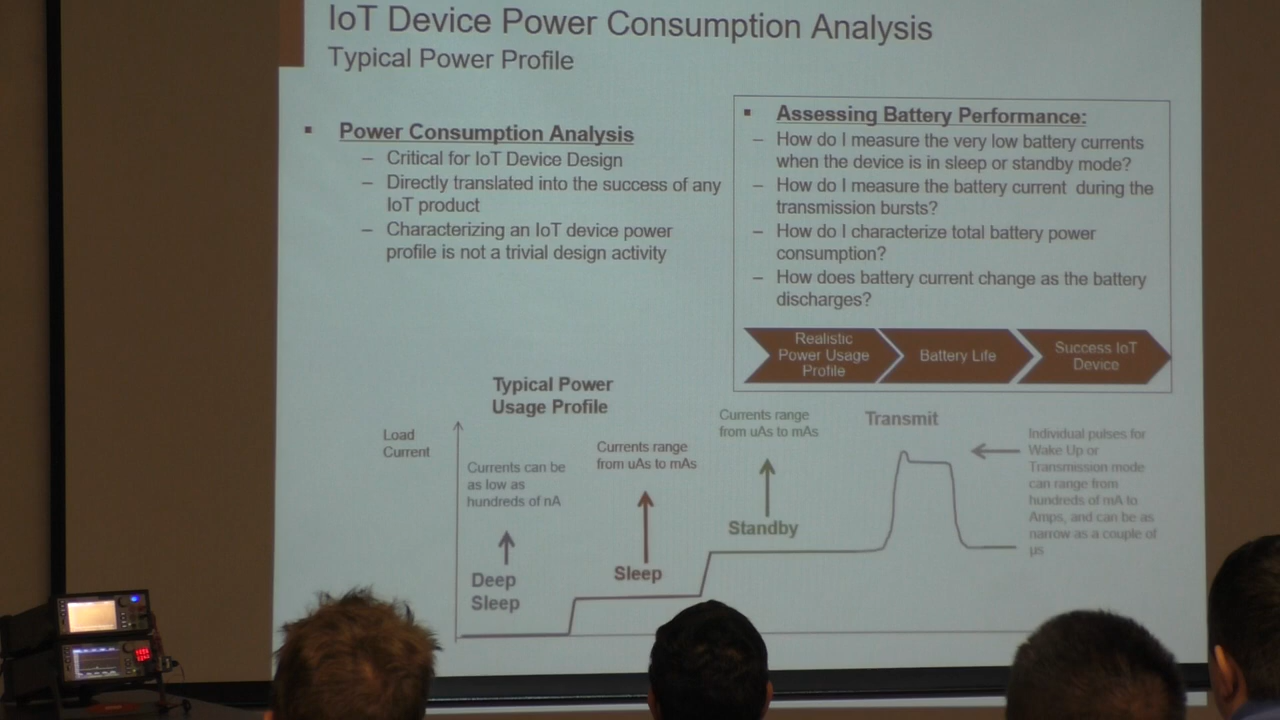 IoT Device Power Consumption Analysis
Typical Power Profile
▪ Power Consumption Analysis
– Critical for IoT Device Design
– Directly translated into the success of any
IoT product
– Characterizing an IoT device power
profile is not a trivial design activity
▪ Assessing Battery Performance:
– How do I measure the very low battery currents
when the device is in sleep or standby mode?
– How do I measure the battery current during the
transmission bursts?
– How do I characterize total battery power
consumption?
– How does battery current change as the battery
discharges?
Realistic
Power Usage
Profile
Battery Life
Success IoT
Device
Typical Power
Usage Profile
Load
Current
Currents can be
as low as
hundreds of nA
Deep
Sleep
Currents range
from uAs to mAs
Sleep
Currents range
from uAs to mAs
Standby
Transmit
Individual pulses for
Wake Up or
Transmission mode
can range from
hundreds of mA to
Amps, and can be as
narrow as a couple of
µs